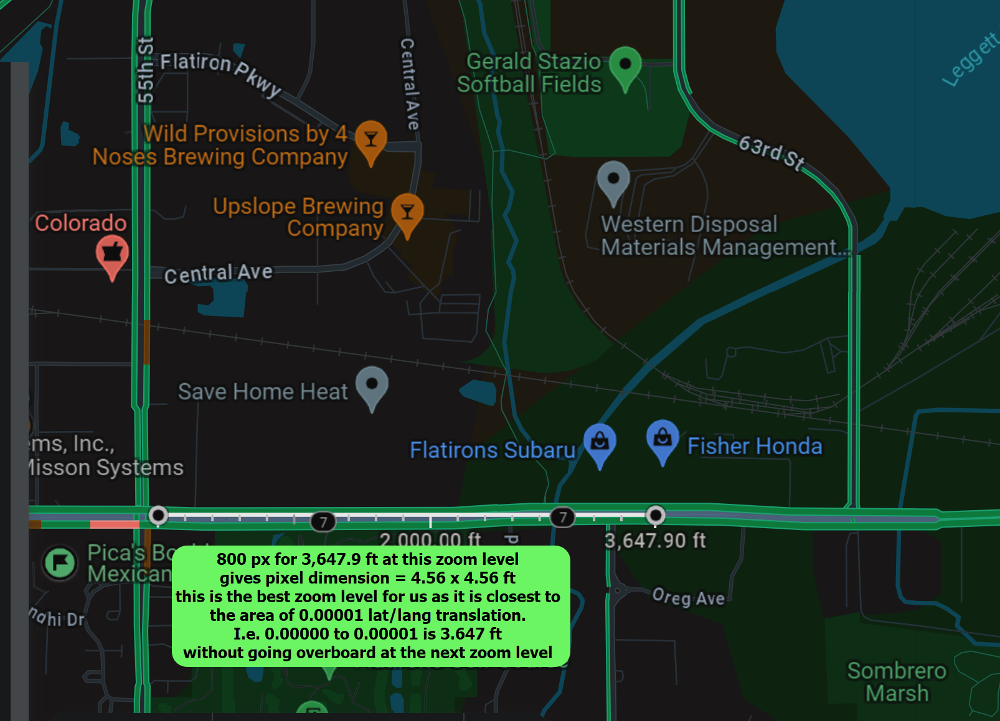 55th St
Flatiron Pkwy
Central Ave
Gerald Stazio
Softball Fields
Leggett
Wild Provisions by 4
Noses Brewing Company
63rd St
Upslope Brewing
Company
Colorado
Western Disposal
Materials Management...
Central Ave
Save Home Heat
ems, Inc.,
Misson Systems
Flatirons Subaru
Fisher Honda
7
7
2,000.00 ft
3,647.90 ft
Pica's
Mexican
800 px for 3,647.9 ft at this zoom level
gives pixel dimension = 4.56 x 4.56 ft
this is the best zoom level for us as it is closest to
the area of 0.00001 lat/lang translation.
I.e. 0.00000 to 0.00001 is 3.647 ft
without going overboard at the next zoom level
Oreg Ave
hi Dr
Sombrero
Marsh